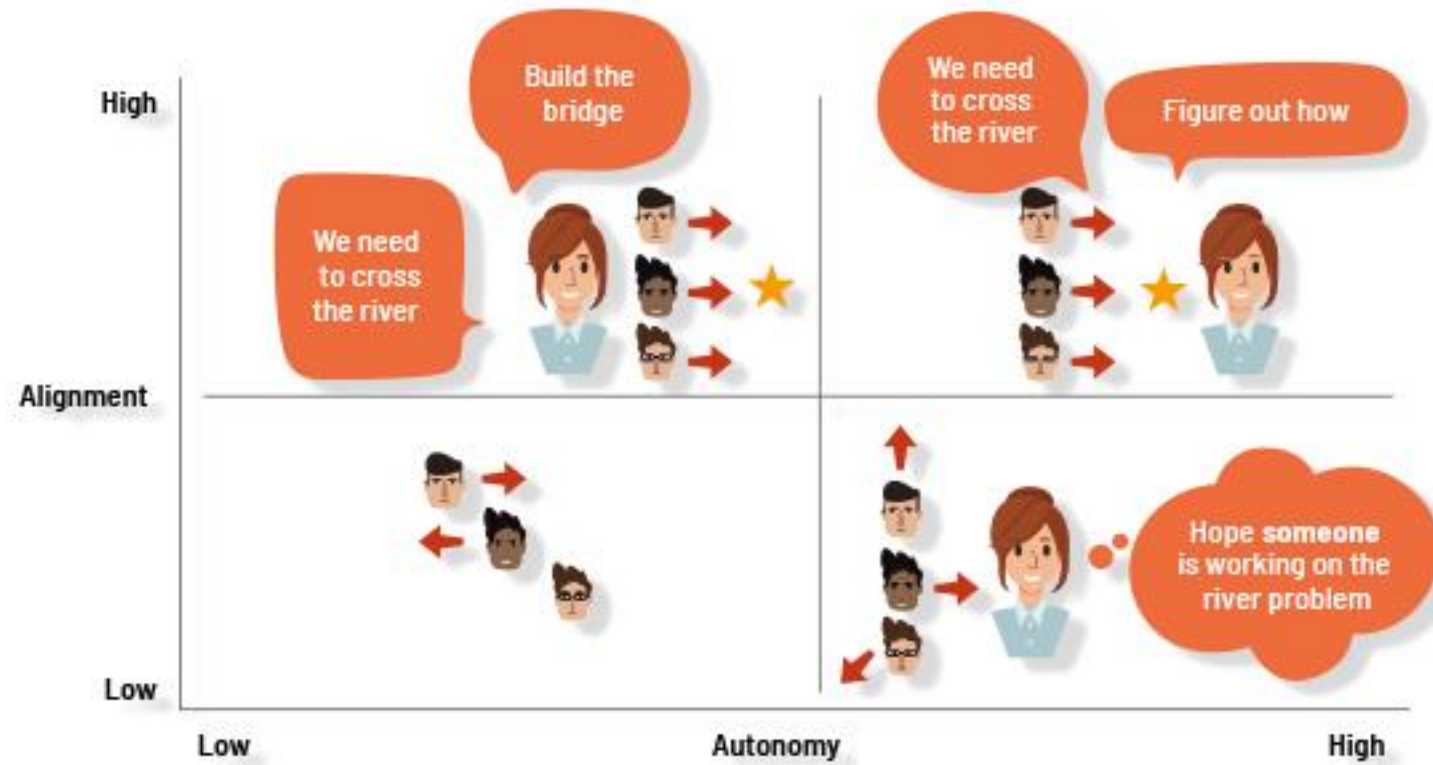 High
Build the
bridge
We need
to cross
the river
We need
to cross
the river
Figure out how
Alignment
Hope someone
is working on the
river problem
Low
Low
Autonomy
High